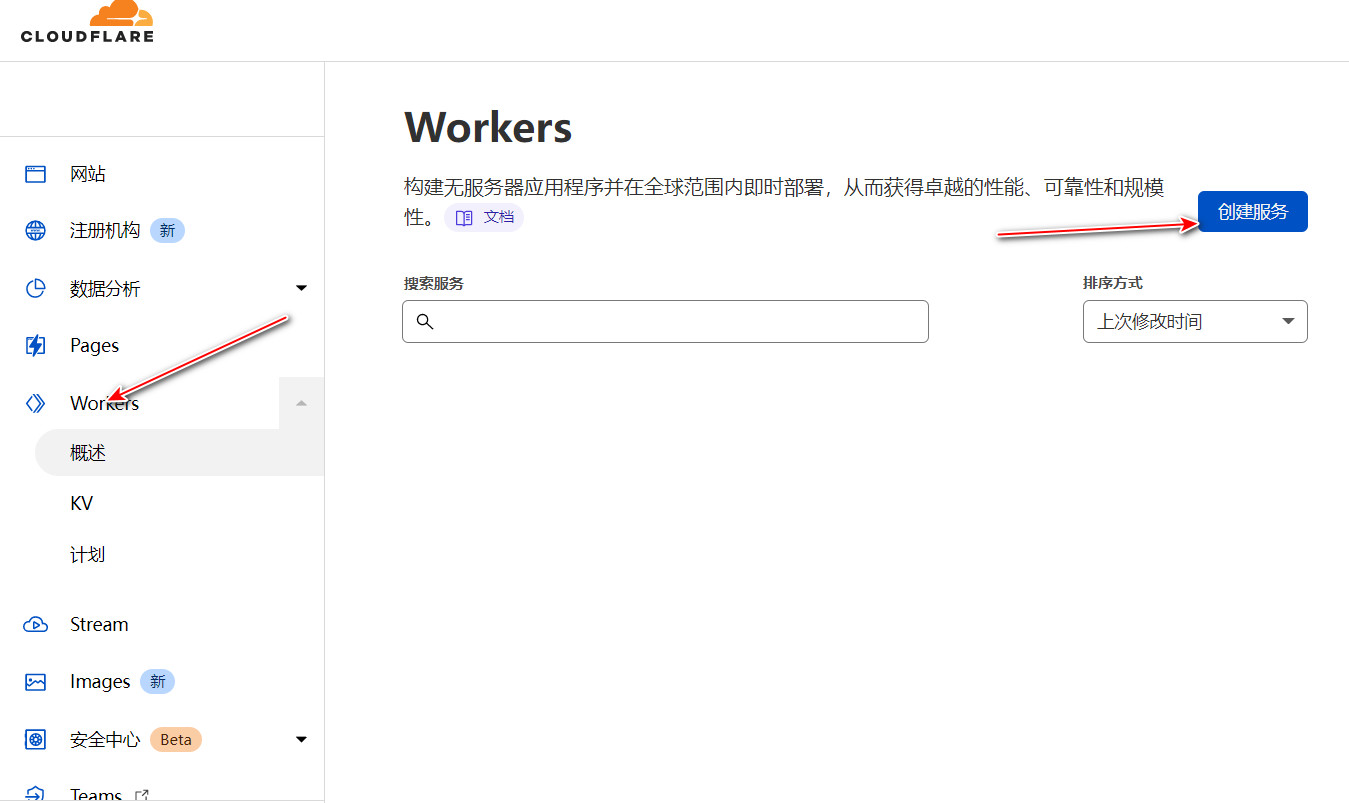 CLOUDFLARE
网站
注册机构 新
数据分析
Pages
Workers
概述
KV
计划
Stream
Images 新
安全中心 Beta
Teams
Workers
构建无服务器应用程序并在全球范围内即时部署，从而获得卓越的性能、可靠性和规模
性。 文档
创建服务
搜索服务
排序方式
上次修改时间